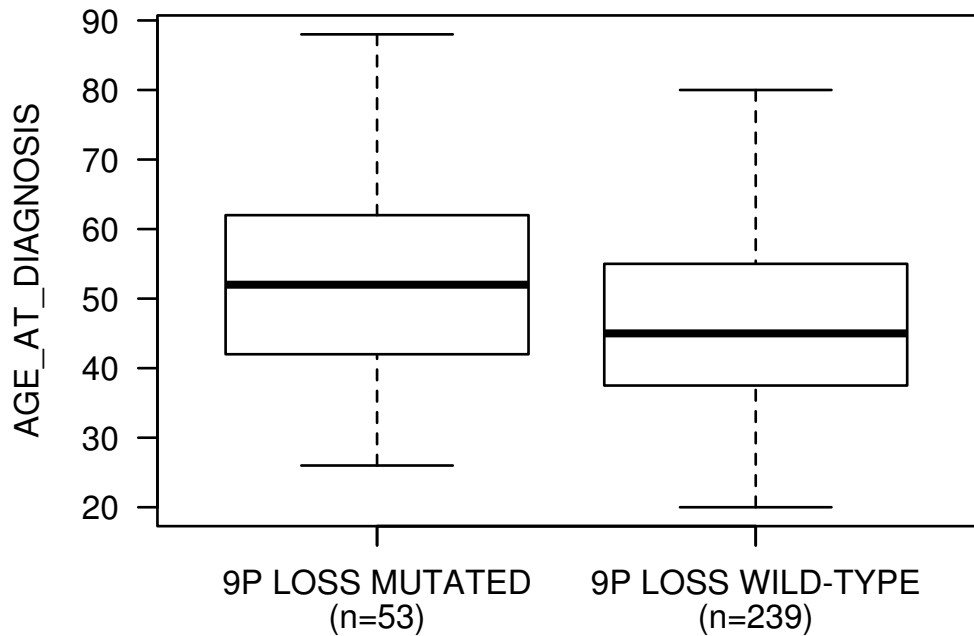 AGE_AT_DIAGNOSIS
90
80
70
60
50
40
30
20
9P LOSS MUTATED
(n=53)
9P LOSS WILD-TYPE
(n=239)